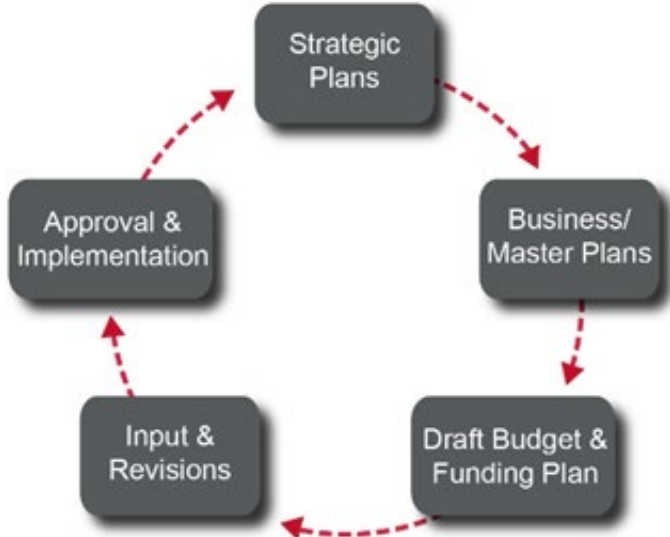 Strategic
Plans
Business/
Master Plans
Draft Budget &
Funding Plan
Input &
Revisions
Approval &
Implementation